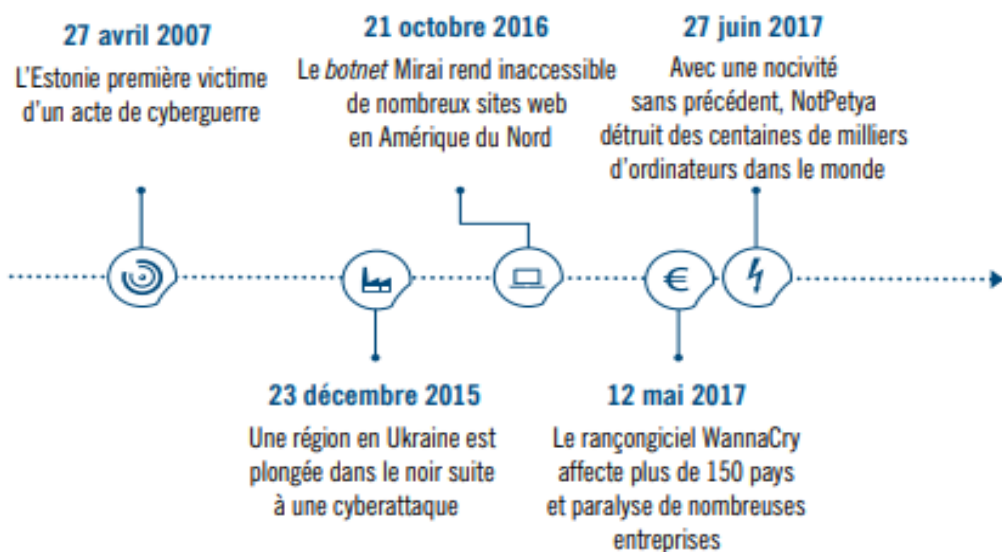 27 avril 2007
L'Estonie première victime
d'un acte de cyberguerre
21 octobre 2016
Le botnet Mirai rend inaccessible
de nombreux sites web
en Amérique du Nord
27 juin 2017
Avec une nocivité
sans précédent, NotPetya
détruit des centaines de milliers
d'ordinateurs dans le monde
€
23 décembre 2015
Une région en Ukraine est
plongée dans le noir suite
à une cyberattaque
12 mai 2017
Le rançongiciel WannaCry
affecte plus de 150 pays
et paralyse de nombreuses
entreprises